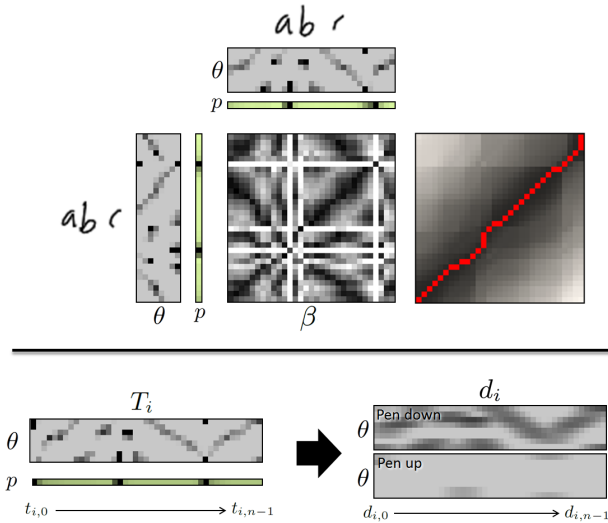 ab c
θ
p
ab c
θ
p
β
T_i
d_i
θ
Pen down
θ
Pen up
p
t_{i,0}
t_{i,n−1}
d_{i,0}
d_{i,n−1}